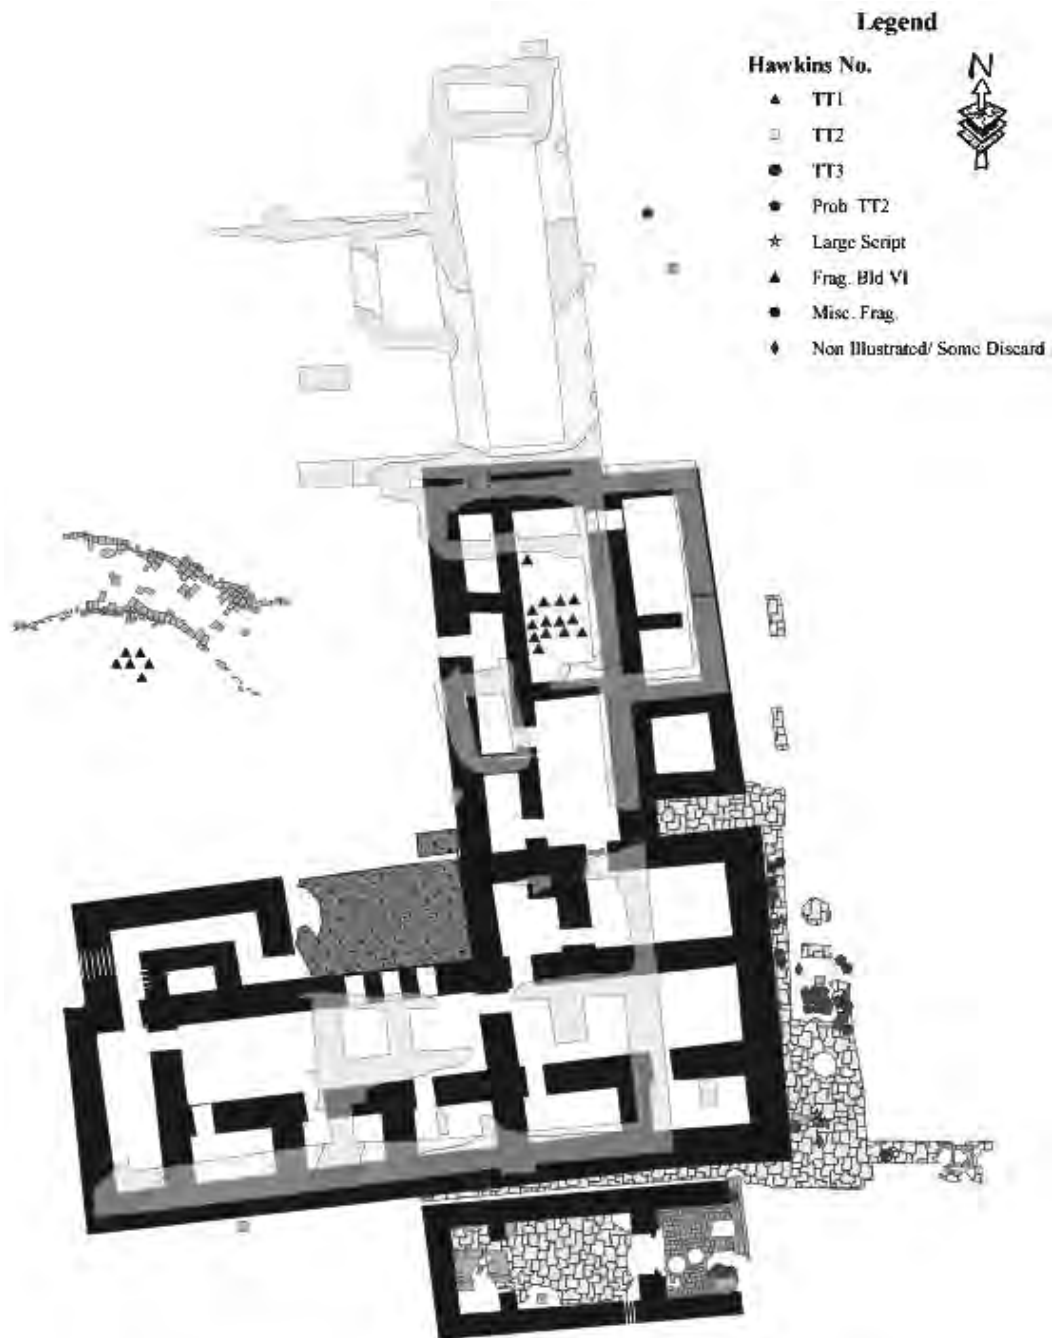 Legend
N
Hawkins No.
TT1
TT2
TT3
Prob TT2
Large Script
Frag. Bld VI
Misc. Frag.
Non Illustrated/ Some Discard